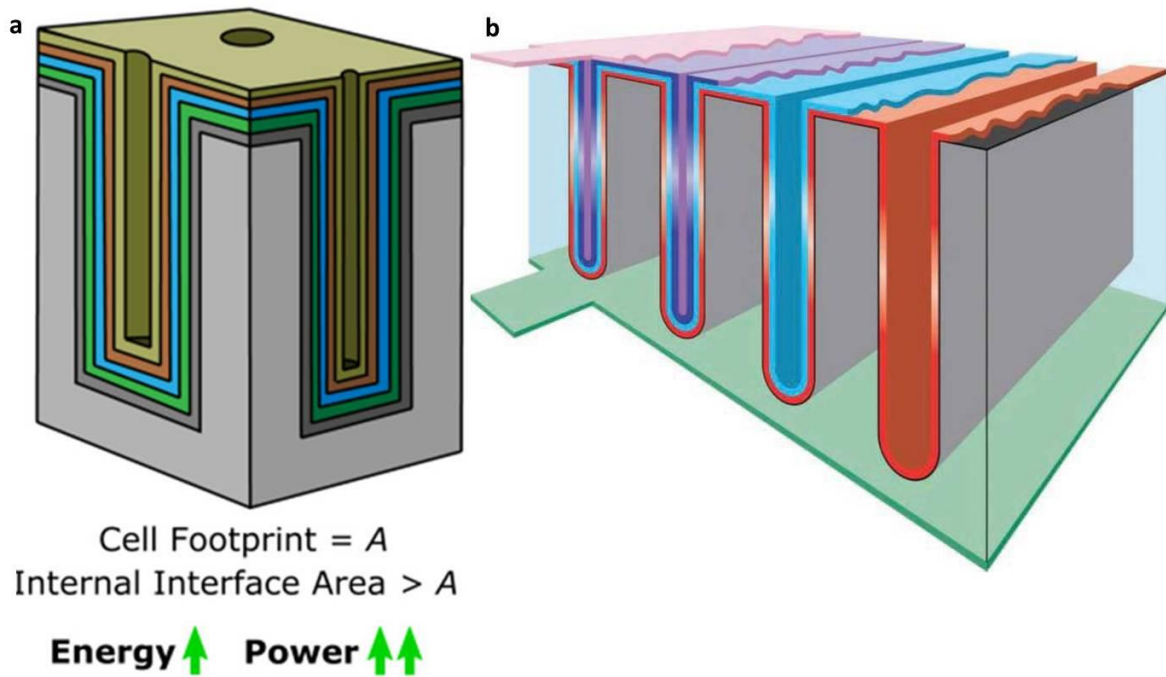 a
b
Cell Footprint = A
Internal Interface Area > A
Energy Power